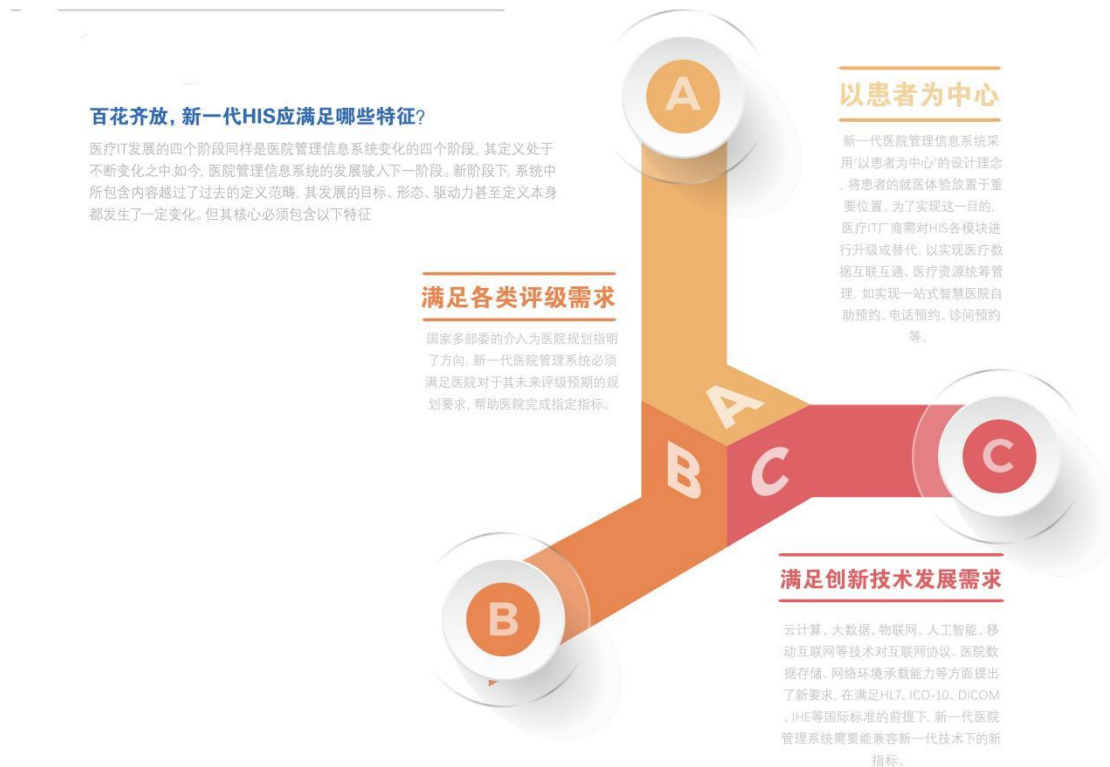 百花齐放，新一代HIS应满足哪些特征?
医疗IT发展的四个阶段同样是医院管理信息系统变化的四个阶段, 其定义处于
不断变化之中.如今, 医院管理信息系统的发展驶入下一阶段。新阶段下, 系统中
所包含内容越过了过去的定义范畴, 其发展的目标、形态、驱动力甚至定义本身
都发生了一定变化。但其核心必须包含以下特征
A
以患者为中心
新一代医院管理信息系统采
用“以患者为中心”的设计理念
, 将患者的就医体验放置于重
要位置。为了实现这一目的,
医疗IT厂商需对HIS各模块进
行升级或替代, 以实现医疗数
据互联互通、医疗资源统筹管
理, 如实现一站式智慧医院自
助预约、电话预约、诊间预约
等。
满足各类评级需求
国家多部委的介入为医院规划指明
了方向, 新一代医院管理系统必须
满足医院对于其未来评级预期的规
划要求, 帮助医院完成指定指标。
A
B
C
C
B
满足创新技术发展需求
云计算、大数据、物联网、人工智能、移
动互联网等技术对互联网协议、医院数
据存储、网络环境承载能力等方面提出
了新要求, 在满足HL7、ICD-10、DICOM
、IHE等国际标准的前提下, 新一代医院
管理系统需要能兼容新一代技术下的新
指标。